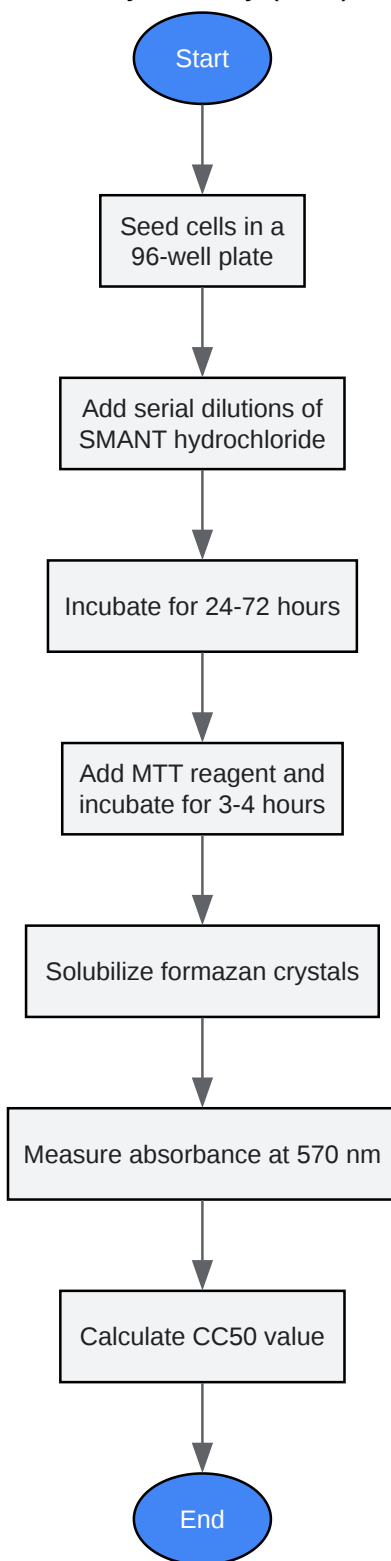 Start
Seed cells in a
96-well plate
Add serial dilutions of
SMANT hydrochloride
Incubate for 24-72 hours
Add MTT reagent and
incubate for 3-4 hours
Solubilize formazan crystals
Measure absorbance at 570 nm
Calculate CC50 value
End